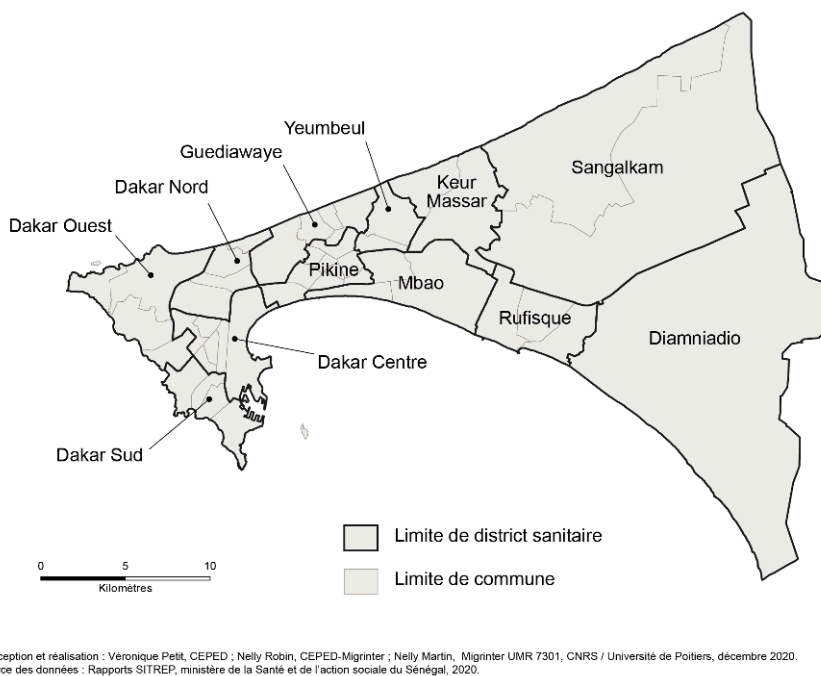 Yeumbeul
Guediawaye
Dakar Nord
Dakar Ouest
Keur
Massar
Sangalkam
Pikine
Mbao
Rufisque
Diamniadio
Dakar Centre
Dakar Sud
Limite de district sanitaire
Limite de commune
0 5 10
Kilomètres
ception et réalisation : Véronique Petit, CEPED ; Nelly Robin, CEPED-Migrinter ; Nelly Martin, Migrinter UMR 7301, CNRS / Université de Poitiers, décembre 2020.
rce des données : Rapports SITREP, ministère de la Santé et de l'action sociale du Sénégal, 2020.